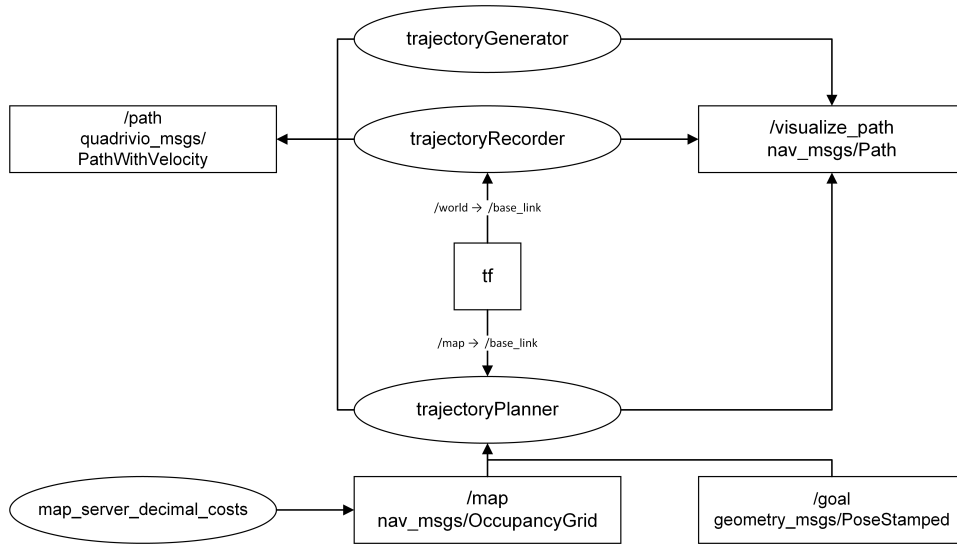 trajectoryGenerator
/path
quadrivio_msgs/
PathWithVelocity
trajectoryRecorder
/visualize_path
nav_msgs/Path
/world → /base_link
tf
/map → /base_link
trajectoryPlanner
map_server_decimal_costs
/map
nav_msgs/OccupancyGrid
/goal
geometry_msgs/PoseStamped